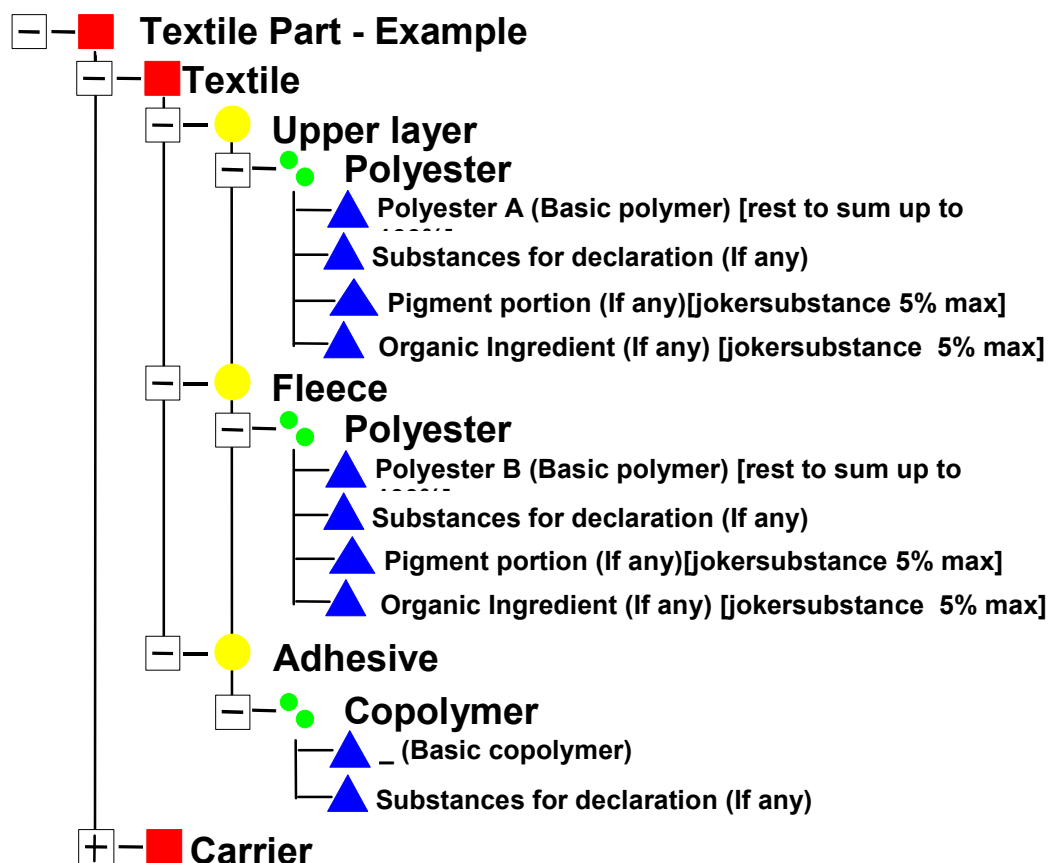 Textile Part - Example
Textile
Upper layer
Polyester
Polyester A (Basic polymer) [rest to sum up to
Substances for declaration (If any)
Pigment portion (If any)[jokersubstance 5% max]
Organic Ingredient (If any) [jokersubstance 5% max]
Fleece
Polyester
Polyester B (Basic polymer) [rest to sum up to
Substances for declaration (If any)
Pigment portion (If any)[jokersubstance 5% max]
Organic Ingredient (If any) [jokersubstance 5% max]
Adhesive
Copolymer
_ (Basic copolymer)
Substances for declaration (If any)
Carrier